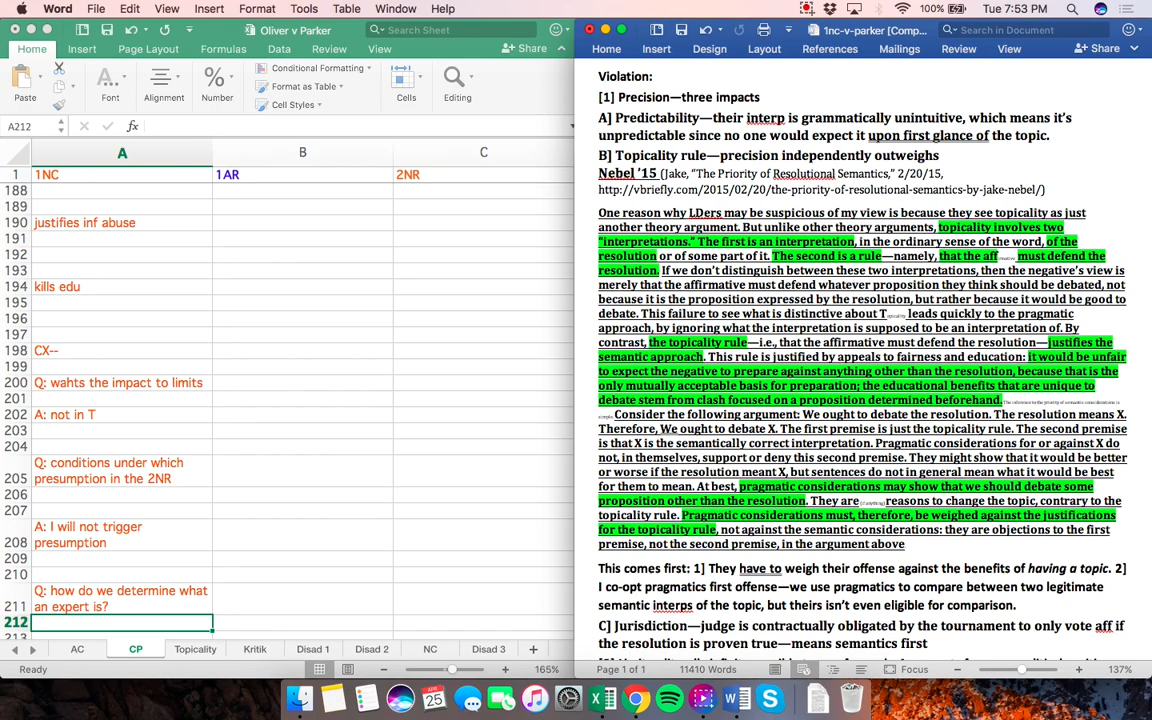 Word File Edit View Insert Format Tools Table Window Help 100% Tue 7:53 PM
Oliver v Parker
Search Sheet
Home Insert Page Layout Formulas Data Review View Share
Paste Font Alignment Number Conditional Formatting Format as Table Cell Styles Cells Editing
A212 fx
A B C
1 1NC 1AR 2NR
188
189
190 justifies inf abuse
191
192
193
194 kills edu
195
196
197
198 CX--
199
200 Q: wahts the impact to limits
201
202 A: not in T
203
204
Q: conditions under which
205 presumption in the 2NR
206
207
A: I will not trigger
208 presumption
209
210
Q: how do we determine what
211 an expert is?
212
213
AC CP Topicality Kritik Disad 1 Disad 2 NC Disad 3 +
Ready 165%
1nc-v-parker [Comp...
Search in Document
Home Insert Design Layout References Mailings Review View Share
Violation:
[1] Precision—three impacts
A] Predictability—their interp is grammatically unintuitive, which means it's
unpredictable since no one would expect it upon first glance of the topic.
B] Topicality rule—precision independently outweighs
Nebel '15 (Jake, "The Priority of Resolutional Semantics," 2/20/15,
http://vbriefly.com/2015/02/20/the-priority-of-resolutional-semantics-by-jake-nebel/)
One reason why LDers may be suspicious of my view is because they see topicality as just
another theory argument. But unlike other theory arguments, topicality involves two
"interpretations." The first is an interpretation, in the ordinary sense of the word, of the
resolution or of some part of it. The second is a rule—namely, that the aff must defend the
resolution. If we don't distinguish between these two interpretations, then the negative's view is
merely that the affirmative must defend whatever proposition they think should be debated, not
because it is the proposition expressed by the resolution, but rather because it would be good to
debate. This failure to see what is distinctive about T leads quickly to the pragmatic
approach, by ignoring what the interpretation is supposed to be an interpretation of. By
contrast, the topicality rule—i.e., that the affirmative must defend the resolution—justifies the
semantic approach. This rule is justified by appeals to fairness and education: it would be unfair
to expect the negative to prepare against anything other than the resolution, because that is the
only mutually acceptable basis for preparation; the educational benefits that are unique to
debate stem from clash focused on a proposition determined beforehand.
Consider the following argument: We ought to debate the resolution. The resolution means X.
Therefore, We ought to debate X. The first premise is just the topicality rule. The second premise
is that X is the semantically correct interpretation. Pragmatic considerations for or against X do
not, in themselves, support or deny this second premise. They might show that it would be better
or worse if the resolution meant X, but sentences do not in general mean what it would be best
for them to mean. At best, pragmatic considerations may show that we should debate some
proposition other than the resolution. They are reasons to change the topic, contrary to the
topicality rule. Pragmatic considerations must, therefore, be weighed against the justifications
for the topicality rule, not against the semantic considerations: they are objections to the first
premise, not the second premise, in the argument above
This comes first: 1] They have to weigh their offense against the benefits of having a topic. 2]
I co-opt pragmatics first offense—we use pragmatics to compare between two legitimate
semantic interps of the topic, but theirs isn't even eligible for comparison.
C] Jurisdiction—judge is contractually obligated by the tournament to only vote aff if
the resolution is proven true—means semantics first
Page 1 of 1 11410 Words Focus 137%